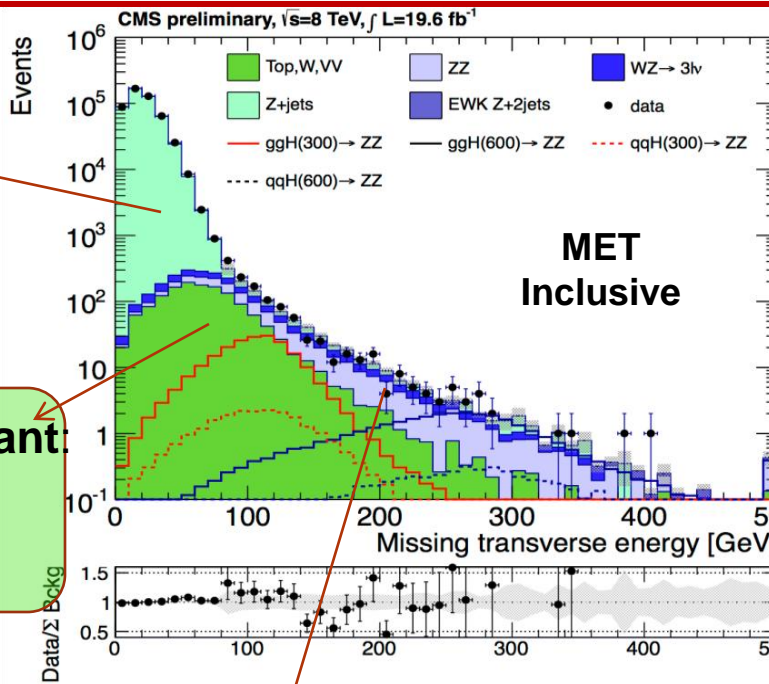 CMS preliminary, √s=8 TeV, ∫ L=19.6 fb⁻¹
Events
10⁶
10⁵
10⁴
10³
10²
10
1
10⁻¹
Top,W,VV
ZZ
WZ→ 3lν
Z+jets
EWK Z+2jets
data
ggH(300)→ ZZ
ggH(600)→ ZZ
qqH(300)→ ZZ
qqH(600)→ ZZ
MET
Inclusive
ant:
0 100 200 300 400
Missing transverse energy [GeV
Data/Σ Bckg
1.5
1
0.5
0 100 200 300 400